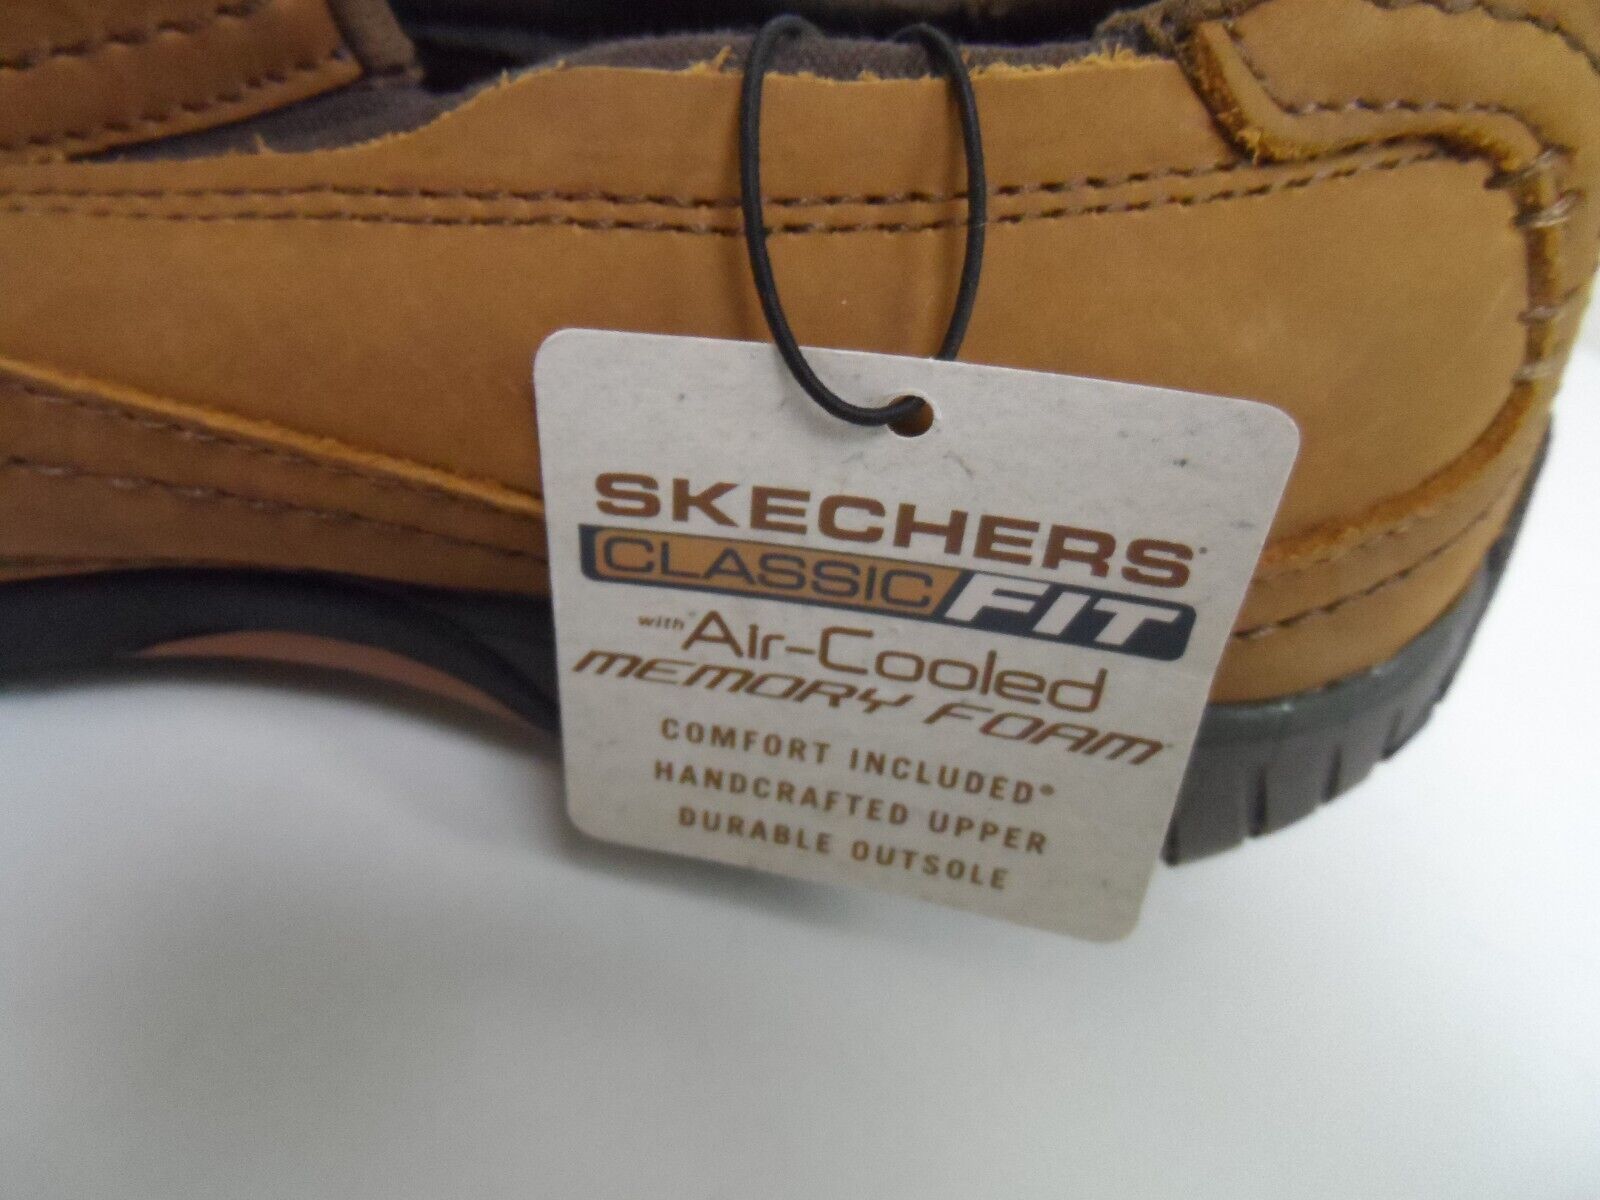 SKECHERS
CLASSIC FIT
with Air-Cooled
MEMORY FOAM
COMFORT INCLUDED®
HANDCRAFTED UPPER
DURABLE OUTSOLE